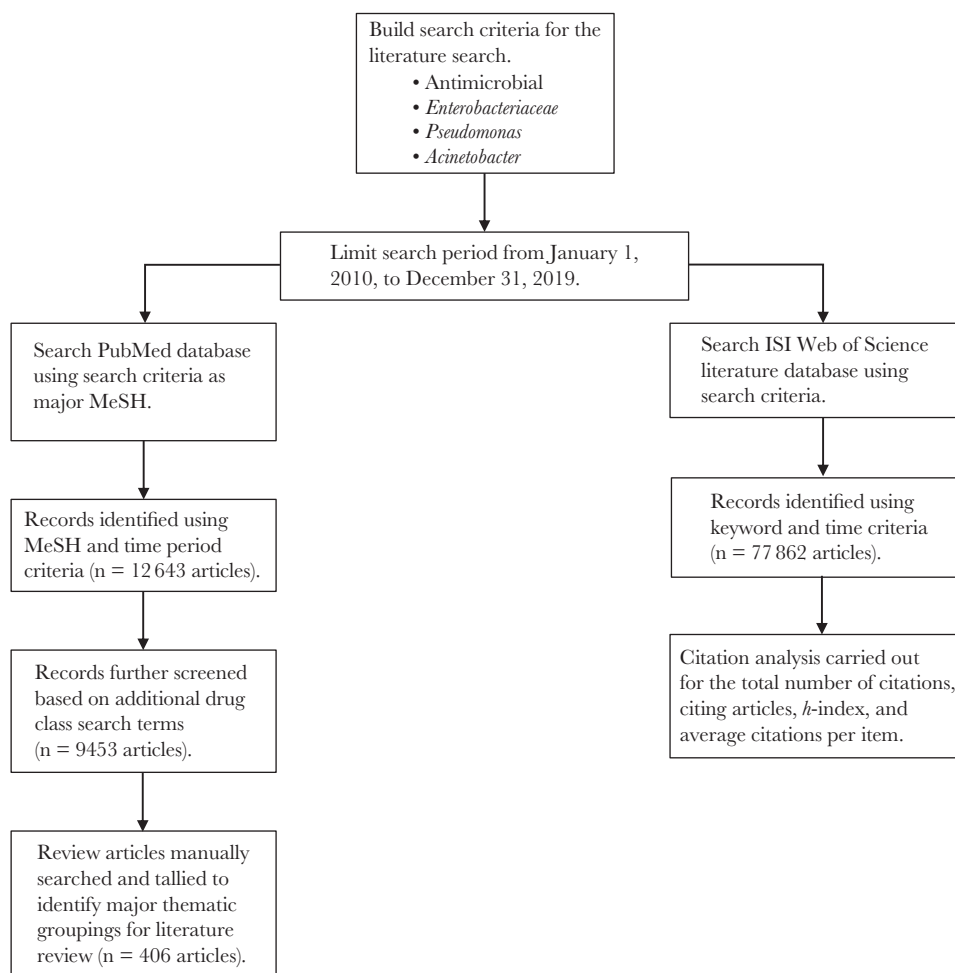 Build search criteria for the
literature search.
• Antimicrobial
• Enterobacteriaceae
• Pseudomonas
• Acinetobacter
Limit search period from January 1,
2010, to December 31, 2019.
Search PubMed database
using search criteria as
major MeSH.
Records identified using
MeSH and time period
criteria (n = 12 643 articles).
Records further screened
based on additional drug
class search terms
(n = 9453 articles).
Review articles manually
searched and tallied to
identify major thematic
groupings for literature
review (n = 406 articles).
Search ISI Web of Science
literature database using
search criteria.
Records identified using
keyword and time criteria
(n = 77 862 articles).
Citation analysis carried out
for the total number of citations,
citing articles, h-index, and
average citations per item.